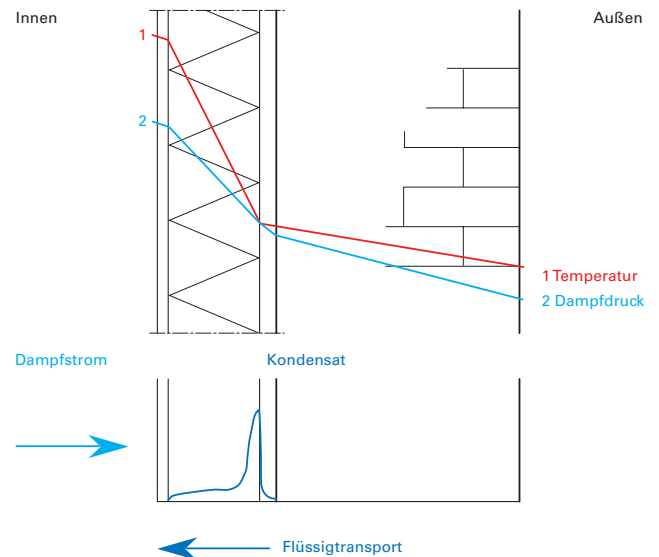 Innen
Außen
1
2
1 Temperatur
2 Dampfdruck
Dampfstrom
Kondensat
Flüssigtransport